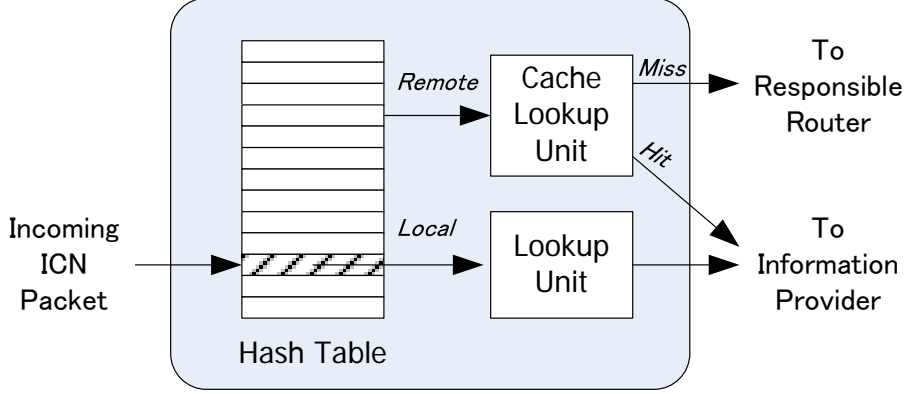 Incoming
ICN
Packet
Hash Table
Remote
Local
Cache
Lookup
Unit
Lookup
Unit
Miss
Hit
To
Responsible
Router
To
Information
Provider